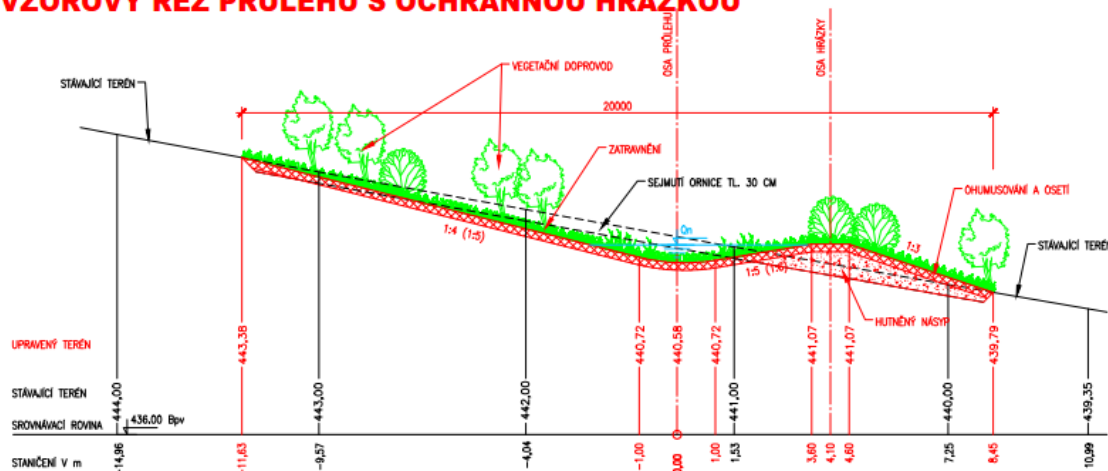 VZOROVÝ ŘEZ PRŮLEHU S OCHRANNOU HRÁZKOU
OSA PRŮLEHU
OSA HRÁZKY
VEGETAČNÍ DOPROVOD
STÁVAJÍCÍ TERÉN
20000
ZATRAVNĚNÍ
SEJMUTÍ ORNICE TL. 30 CM
OHUMUSOVÁNÍ A OSETÍ
Qn
1:4 (1:5)
1:5
1:3
STÁVAJÍCÍ TERÉN
HUTNĚNÝ NÁSYP
UPRAVENÝ TERÉN
443,38
440,72
440,58
440,72
441,07
441,07
439,79
STÁVAJÍCÍ TERÉN
444,00
443,00
442,00
441,00
440,00
439,35
SROVNÁVACÍ ROVINA
436.00 Bpv
STANIČENÍ V m
-14,96
-11,63
-9,57
-4,04
-1,00
0,00
1,00
1,53
3,60
4,10
4,60
7,25
8,45
10,99